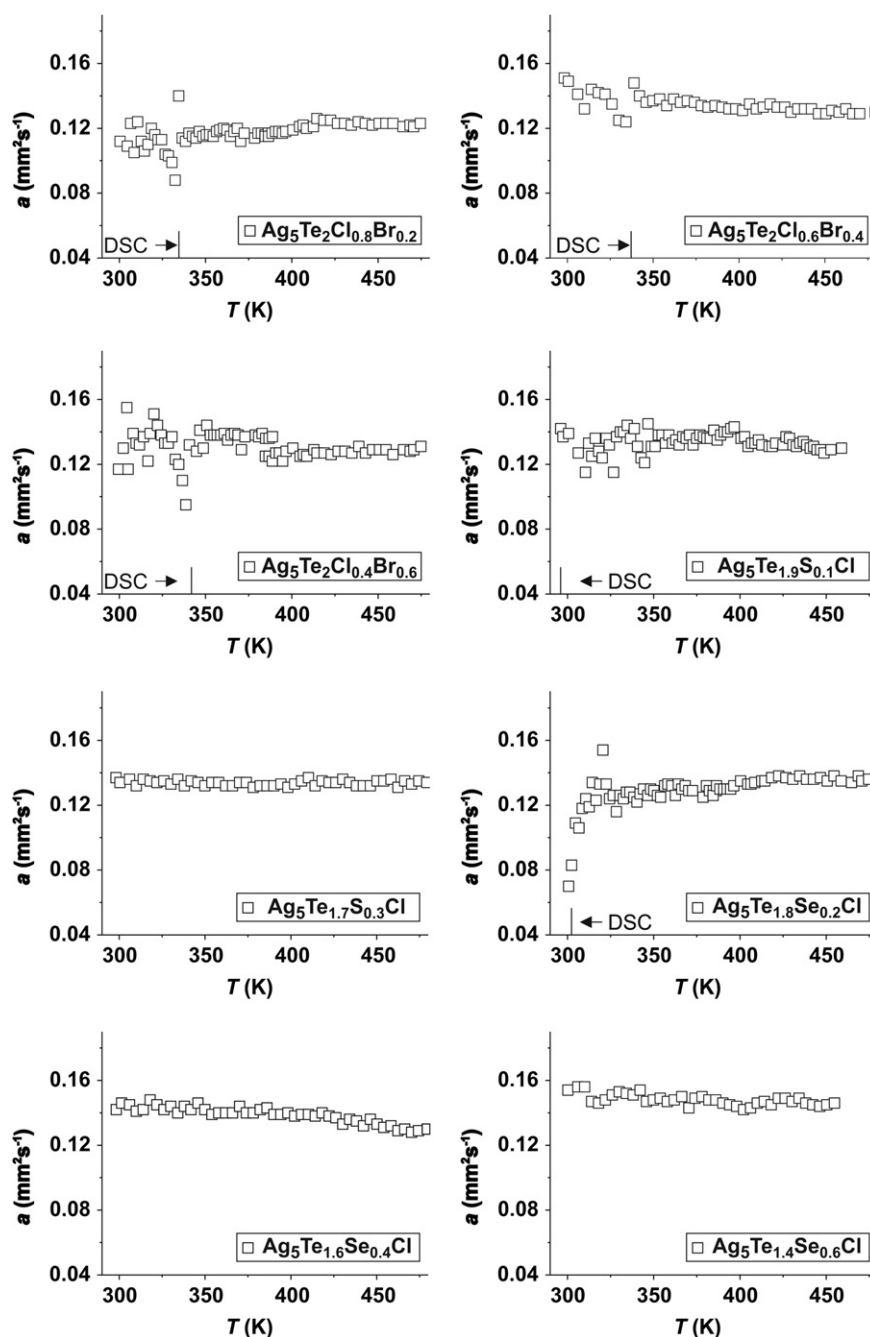 0.16
0.12
0.08
0.04
a (mm²s⁻¹)
DSC
Ag₅Te₂Cl₀.₈Br₀.₂
300 350 400 450
T (K)
0.16
0.12
0.08
0.04
a (mm²s⁻¹)
DSC
Ag₅Te₂Cl₀.₆Br₀.₄
300 350 400 450
T (K)
0.16
0.12
0.08
0.04
a (mm²s⁻¹)
DSC
Ag₅Te₂Cl₀.₄Br₀.₆
300 350 400 450
T (K)
0.16
0.12
0.08
0.04
a (mm²s⁻¹)
DSC
Ag₅Te₁.₉S₀.₁Cl
300 350 400 450
T (K)
0.16
0.12
0.08
0.04
a (mm²s⁻¹)
Ag₅Te₁.₇S₀.₃Cl
300 350 400 450
T (K)
0.16
0.12
0.08
0.04
a (mm²s⁻¹)
Ag₅Te₁.₈Se₀.₂Cl
DSC
300 350 400 450
T (K)
0.16
0.12
0.08
0.04
a (mm²s⁻¹)
Ag₅Te₁.₆Se₀.₄Cl
300 350 400 450
T (K)
0.16
0.12
0.08
0.04
a (mm²s⁻¹)
Ag₅Te₁.₄Se₀.₆Cl
300 350 400 450
T (K)